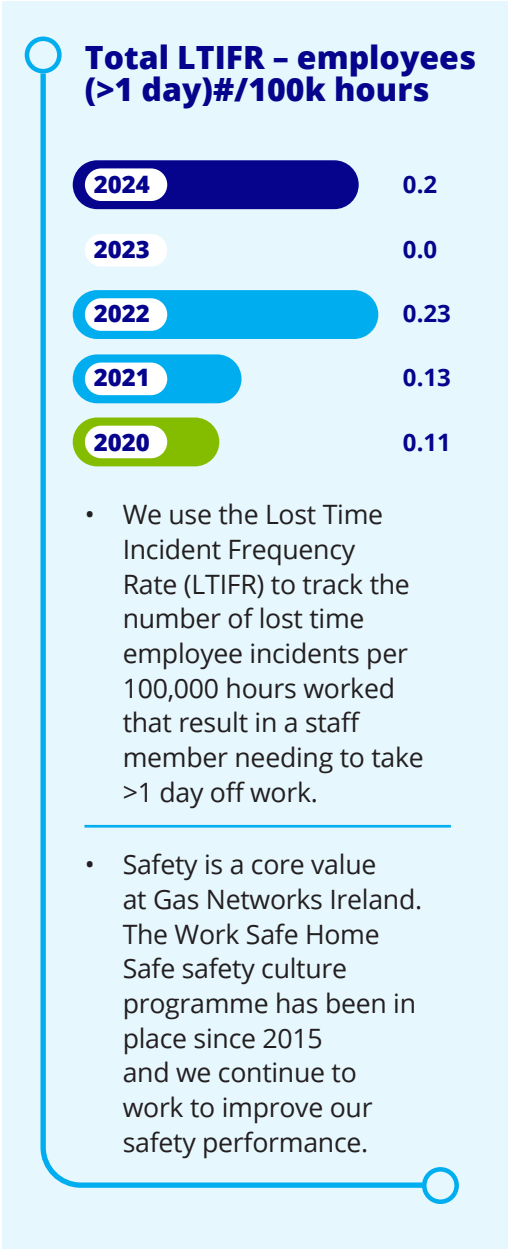 Total LTIFR – employees
(>1 day)#/100k hours
2024 0.2
2023 0.0
2022 0.23
2021 0.13
2020 0.11
• We use the Lost Time
Incident Frequency
Rate (LTIFR) to track the
number of lost time
employee incidents per
100,000 hours worked
that result in a staff
member needing to take
>1 day off work.
• Safety is a core value
at Gas Networks Ireland.
The Work Safe Home
Safe safety culture
programme has been in
place since 2015
and we continue to
work to improve our
safety performance.